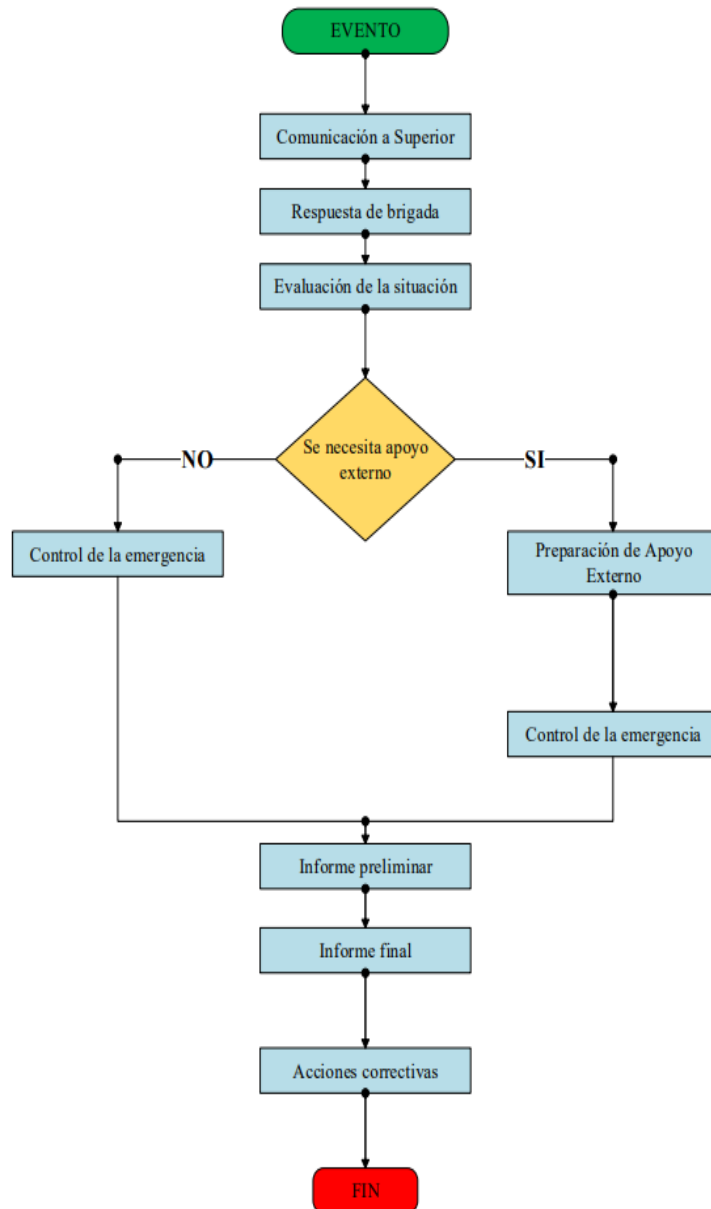 EVENTO
Comunicación a Superior
Respuesta de brigada
Evaluación de la situación
Se necesita apoyo
externo
NO
SI
Control de la emergencia
Preparación de Apoyo
Externo
Control de la emergencia
Informe preliminar
Informe final
Acciones correctivas
FIN